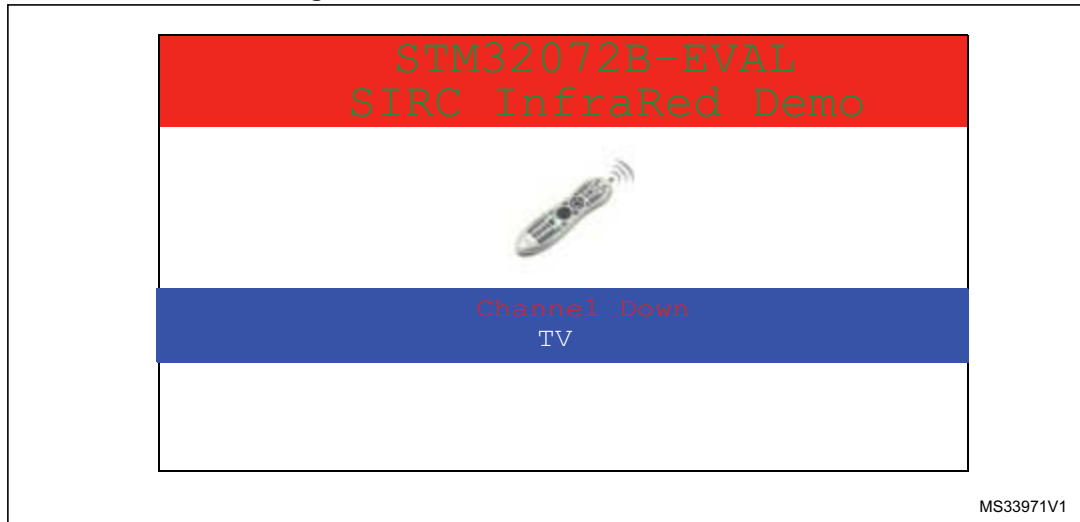 STM32072B-EVAL
SIRC InfraRed Demo
Channel Down
TV
MS33971V1